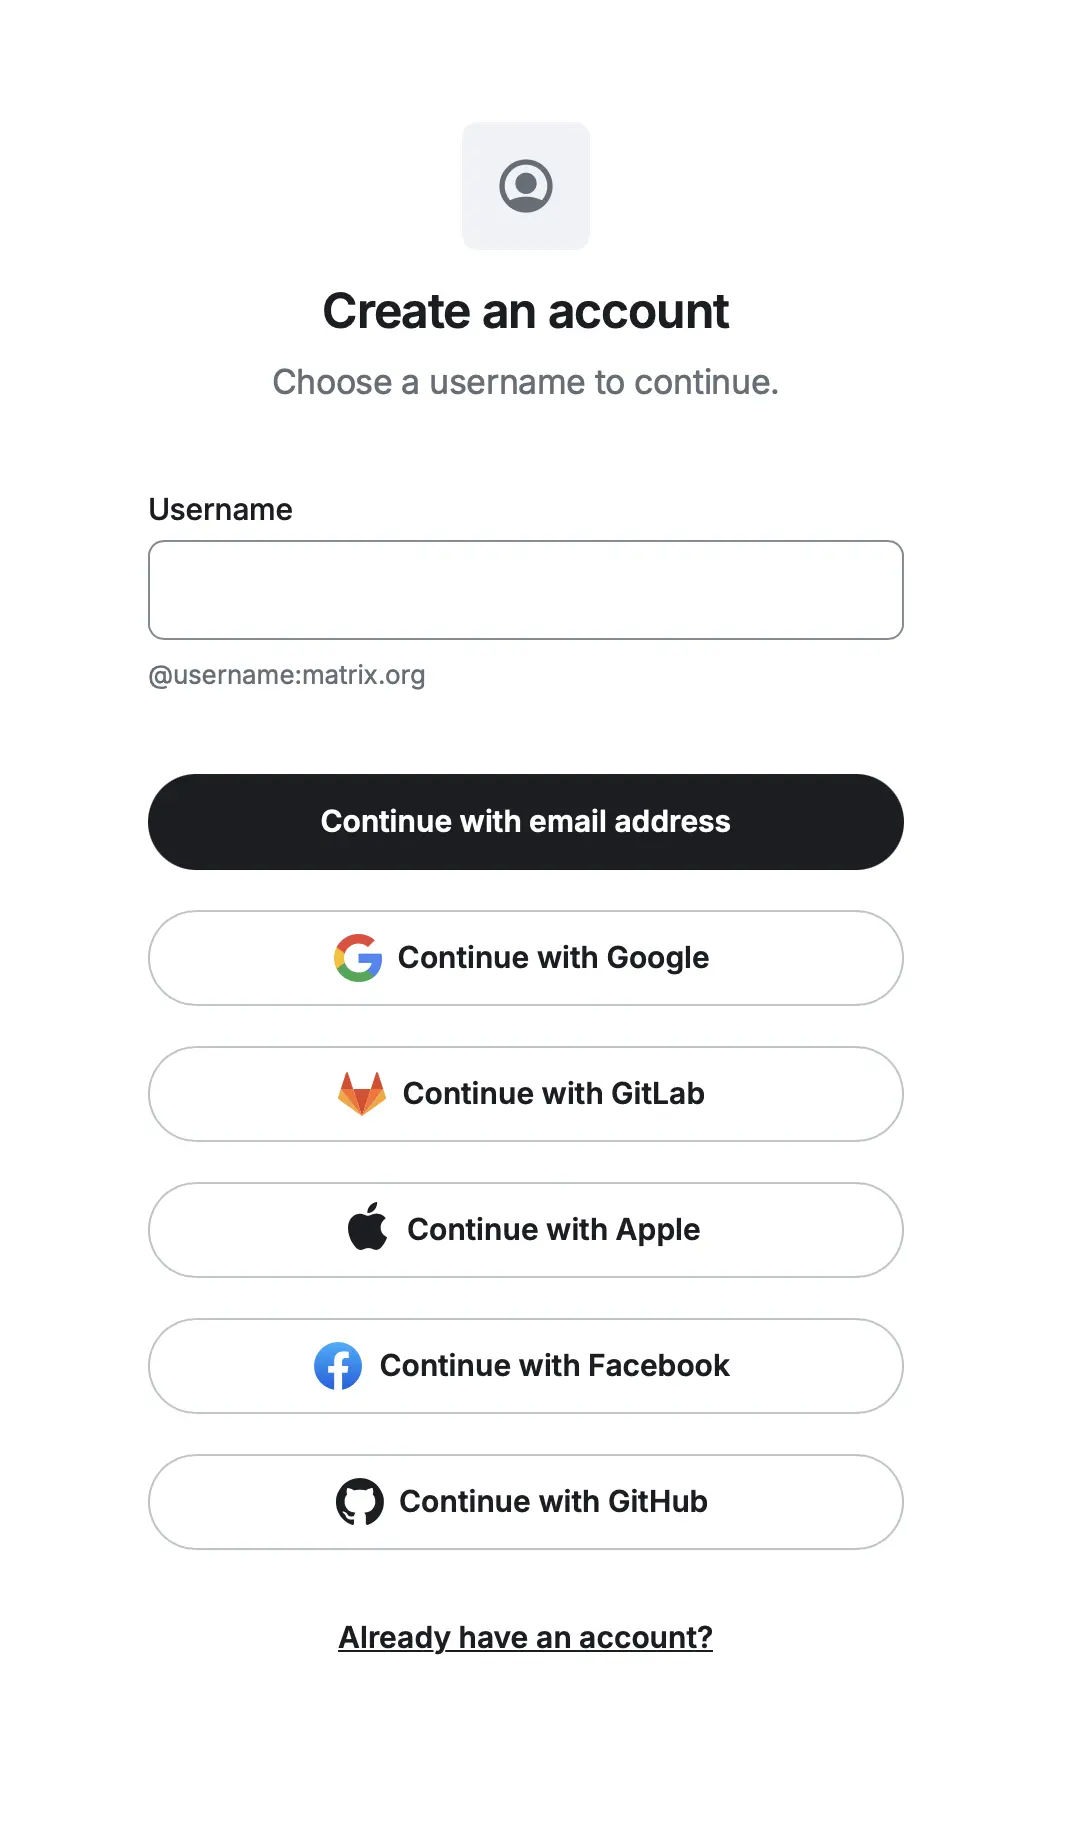 Create an account
Choose a username to continue.
Username
@username:matrix.org
Continue with email address
Continue with Google
Continue with GitLab
Continue with Apple
Continue with Facebook
Continue with GitHub
Already have an account?